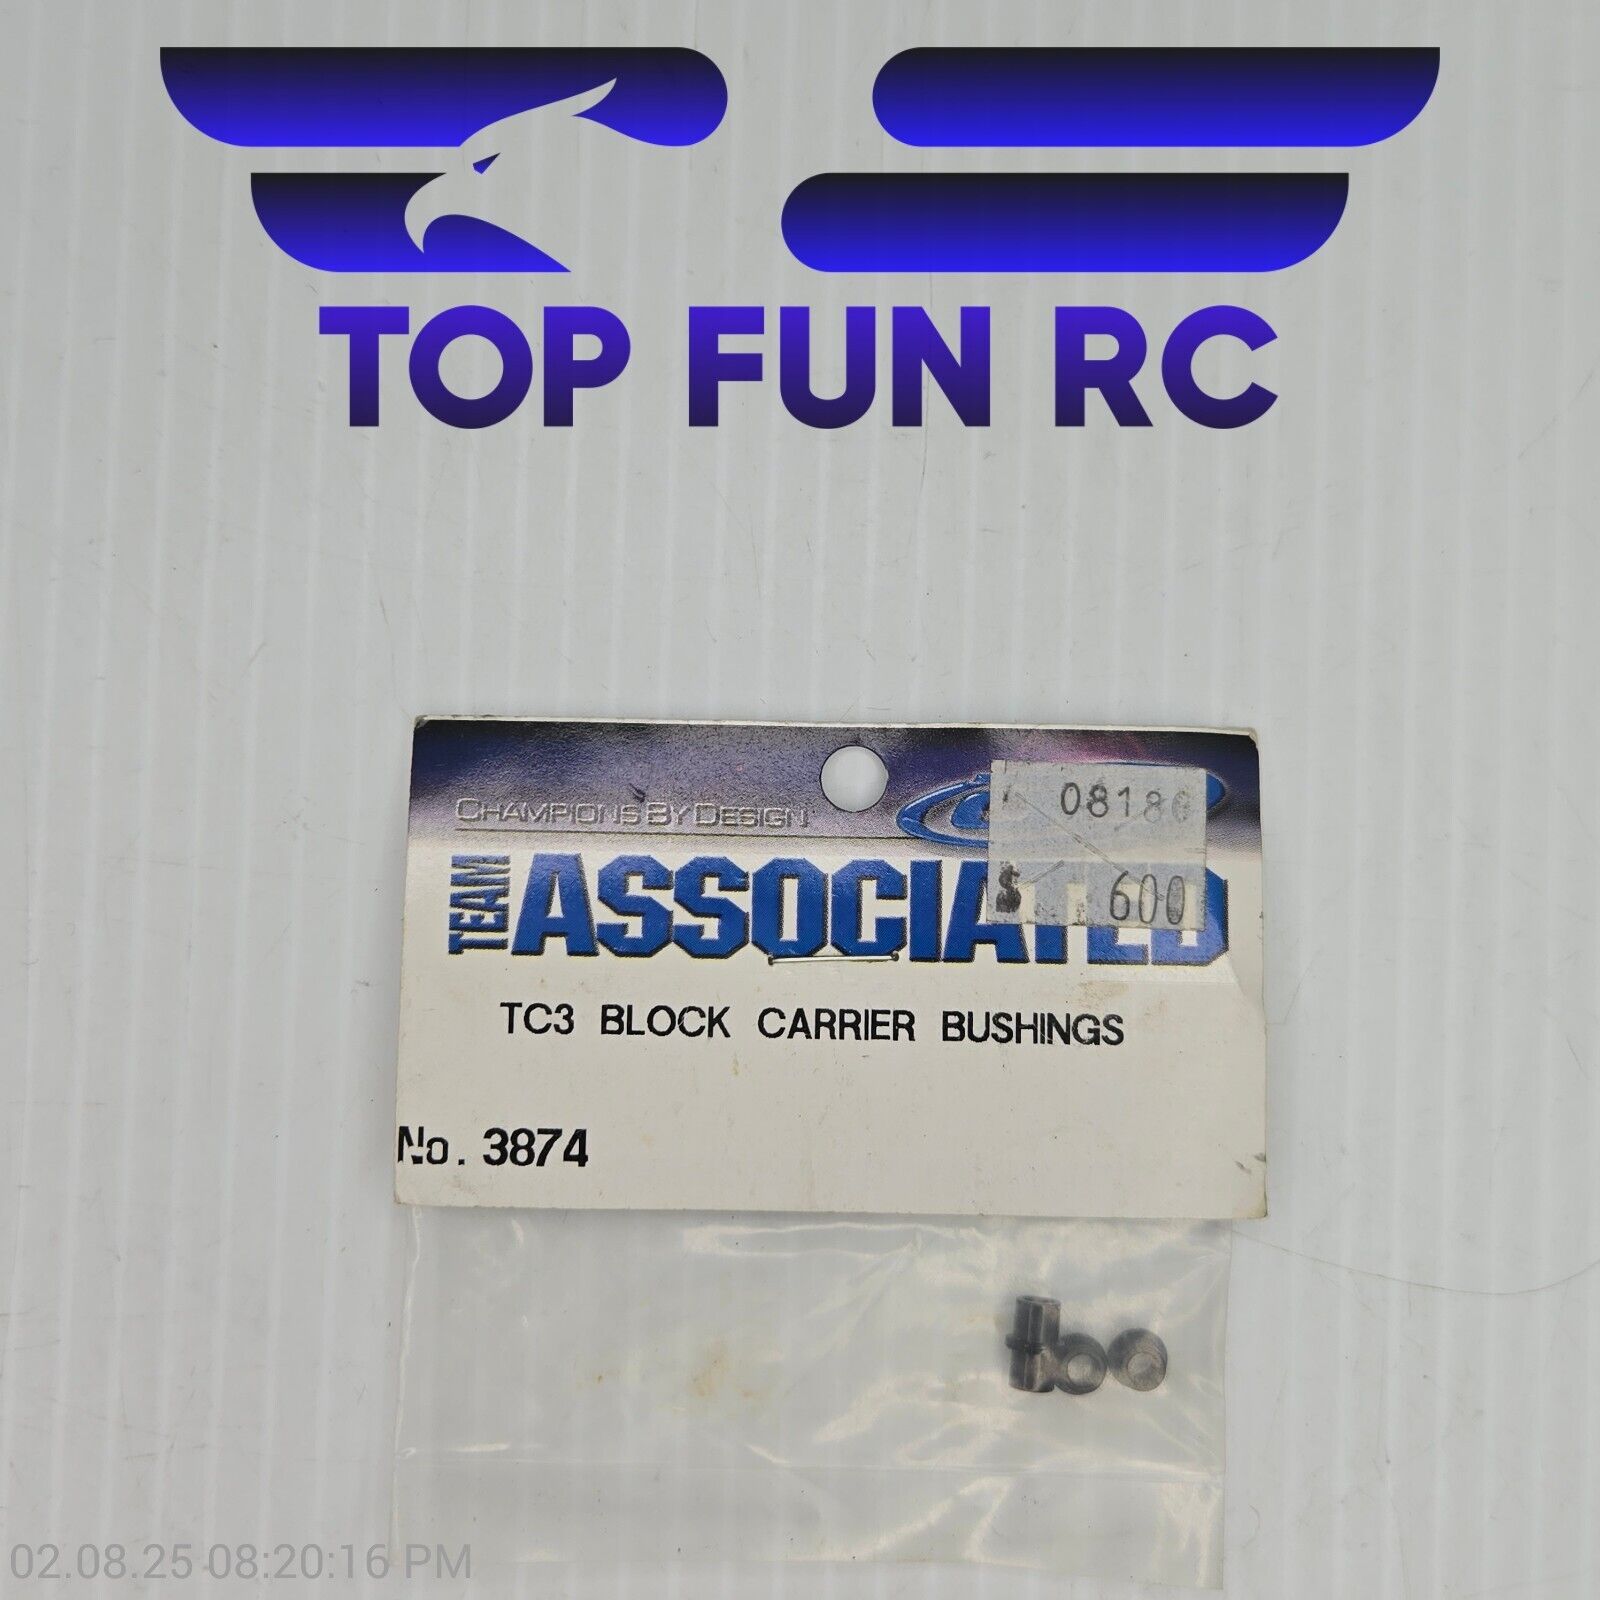 TOP FUN RC
CHAMPIONS BY DESIGN
TEAM
ASSOCIATED
08186
$ 600
TC3 BLOCK CARRIER BUSHINGS
No. 3874
02.08.25 08:20:16 PM